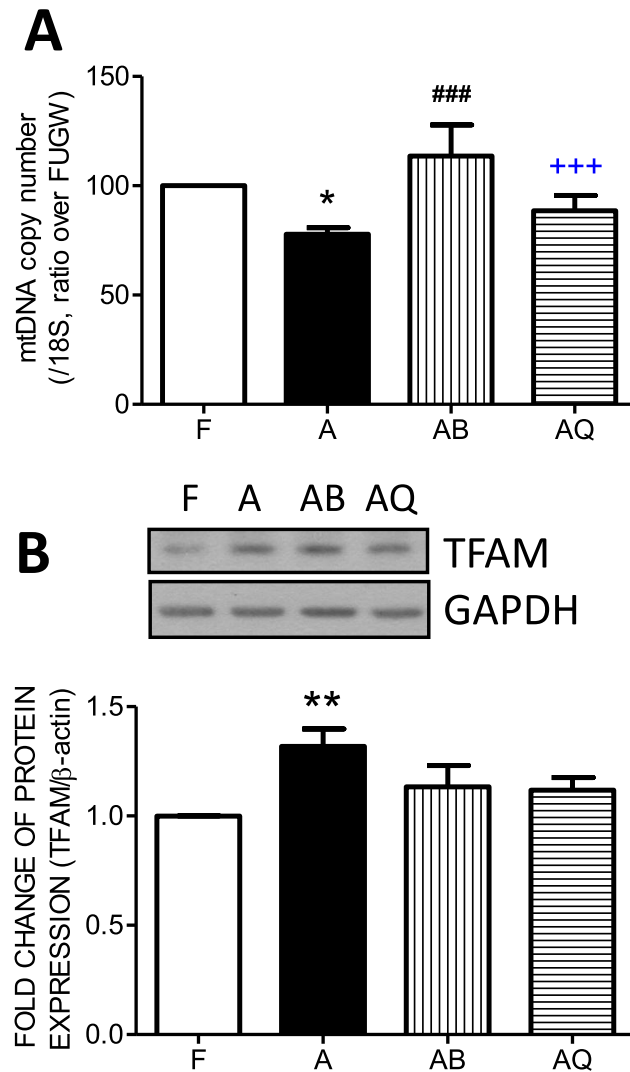 A
mtDNA copy number
(/18S, ratio over FUGW)
150
100
50
0
*
###
+++
F A AB AQ
B
F A AB AQ
TFAM
GAPDH
FOLD CHANGE OF PROTEIN
EXPRESSION (TFAM/β-actin)
1.5
1.0
0.5
0.0
**
F A AB AQ